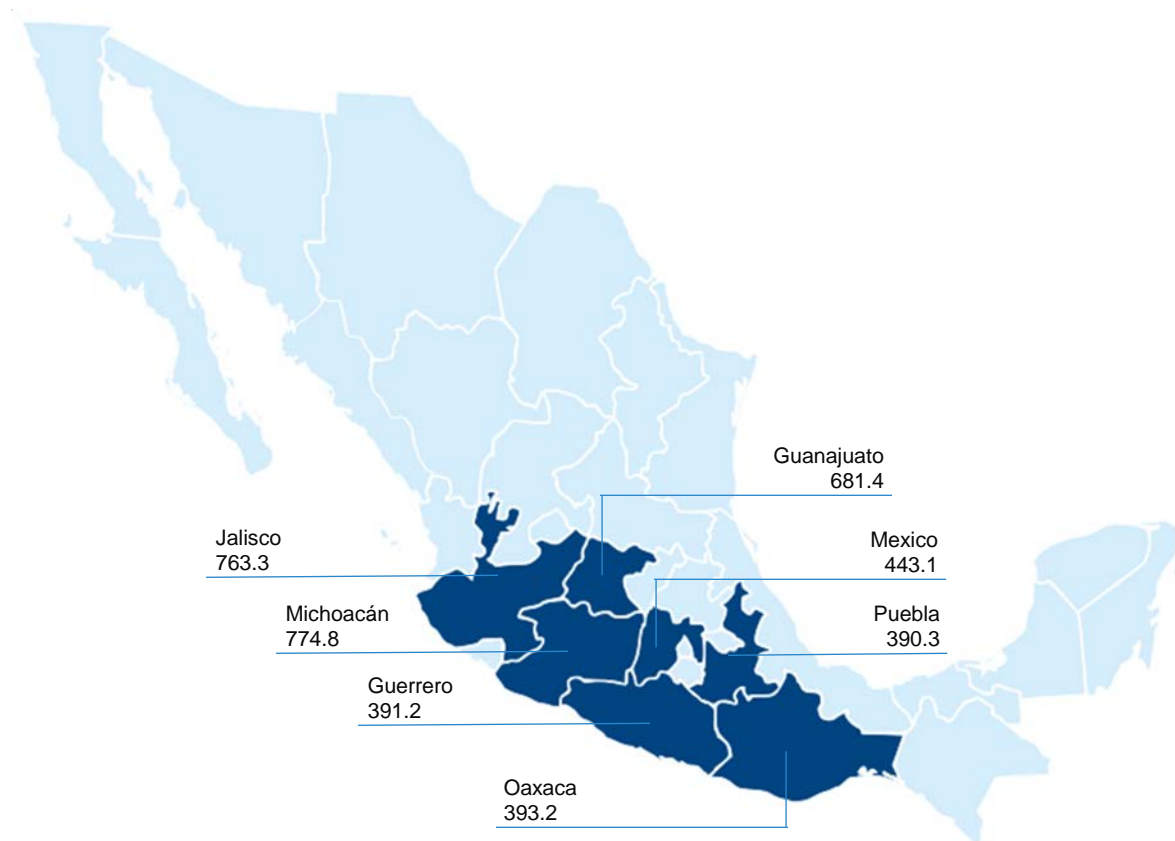 Guanajuato
681.4
Jalisco
763.3
Mexico
443.1
Michoacán
774.8
Puebla
390.3
Guerrero
391.2
Oaxaca
393.2